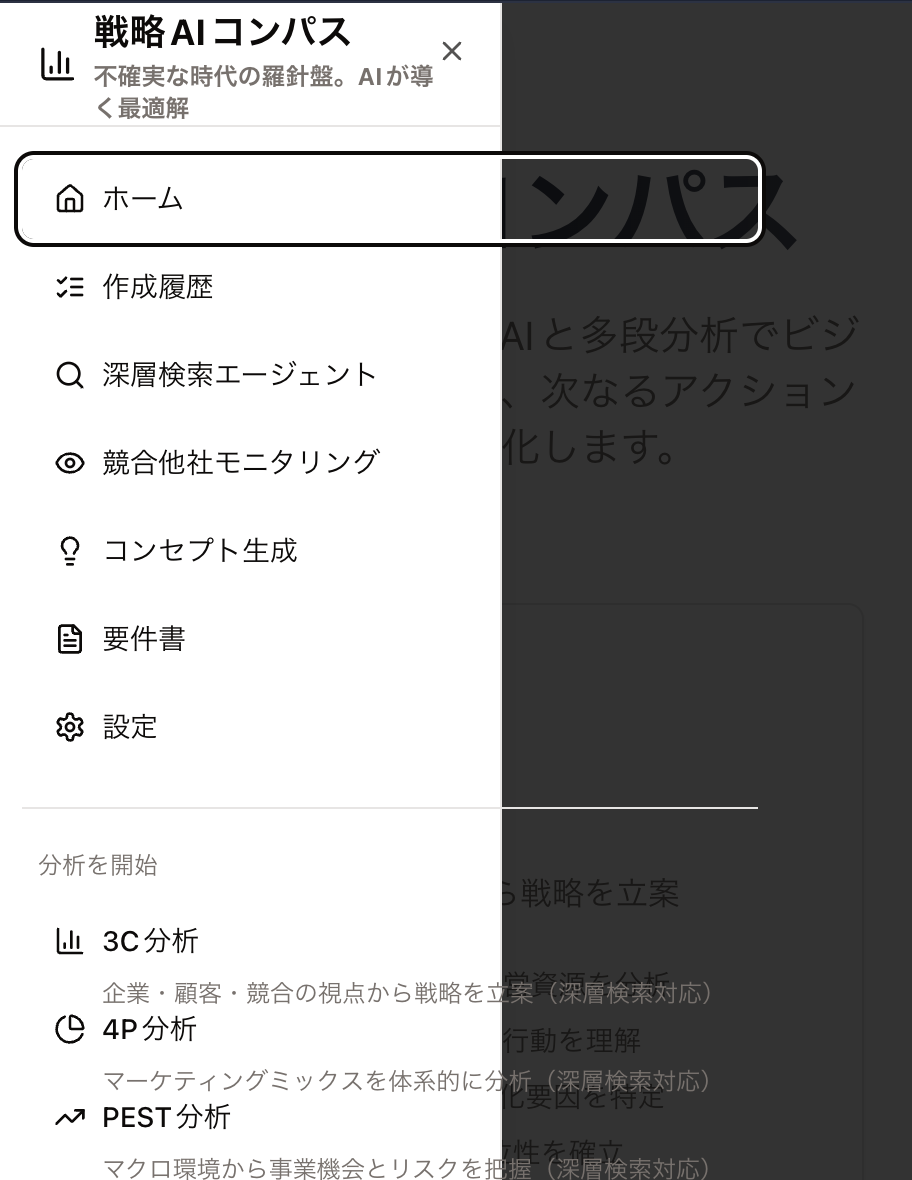 戦略AIコンパス
不確実な時代の羅針盤。AIが導
く最適解
ホーム
ンパス
作成履歴
AIと多段分析でビジ
深層検索エージェント
、次なるアクション
競合他社モニタリング
化します。
コンセプト生成
要件書
設定
分析を開始
ら戦略を立案
3C分析
営資源を分析
企業・顧客・競合の視点から戦略を立案（深層検索対応）
4P分析
行動を理解
マーケティングミックスを体系的に分析（深層検索対応）
化要因を特定
PEST分析
位性を確立
マクロ環境から事業機会とリスクを把握（深層検索対応）